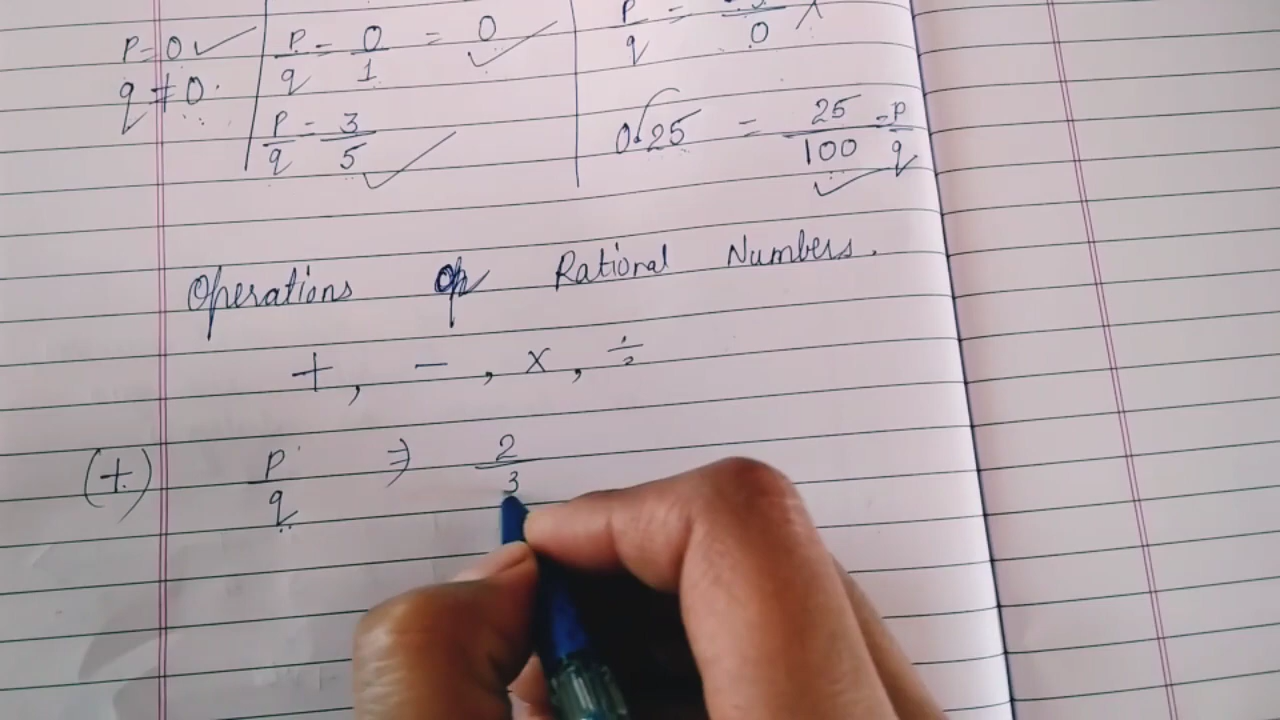 P=0 ✓ | P/q = 0/1 = 0 ✓ | P/q = /0 ×
q ≠ 0.
P/q = 3/5 ✓ | 0.25 = 25/100 = P/q ✓
Operations of Rational Numbers.
+, -, ×, ÷
(+) P/q ⇒ 2/3